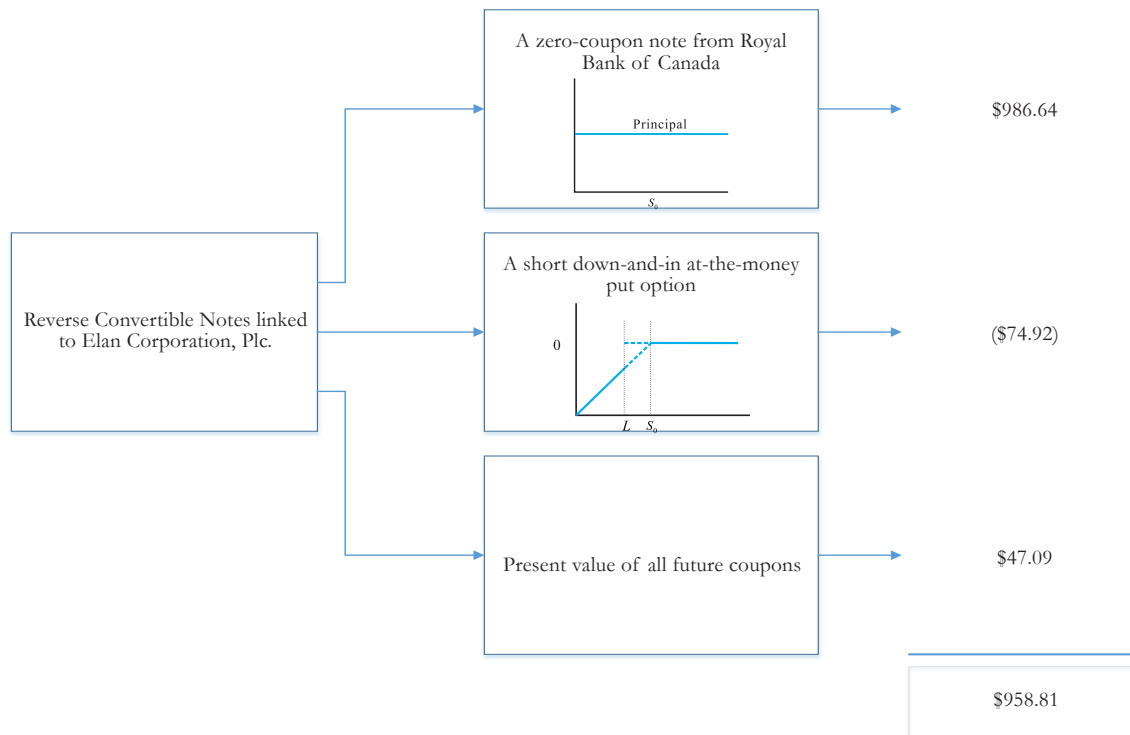 A zero-coupon note from Royal
Bank of Canada
Principal
S₀
$986.64
Reverse Convertible Notes linked
to Elan Corporation, Plc.
A short down-and-in at-the-money
put option
0
L S₀
($74.92)
Present value of all future coupons
$47.09
$958.81